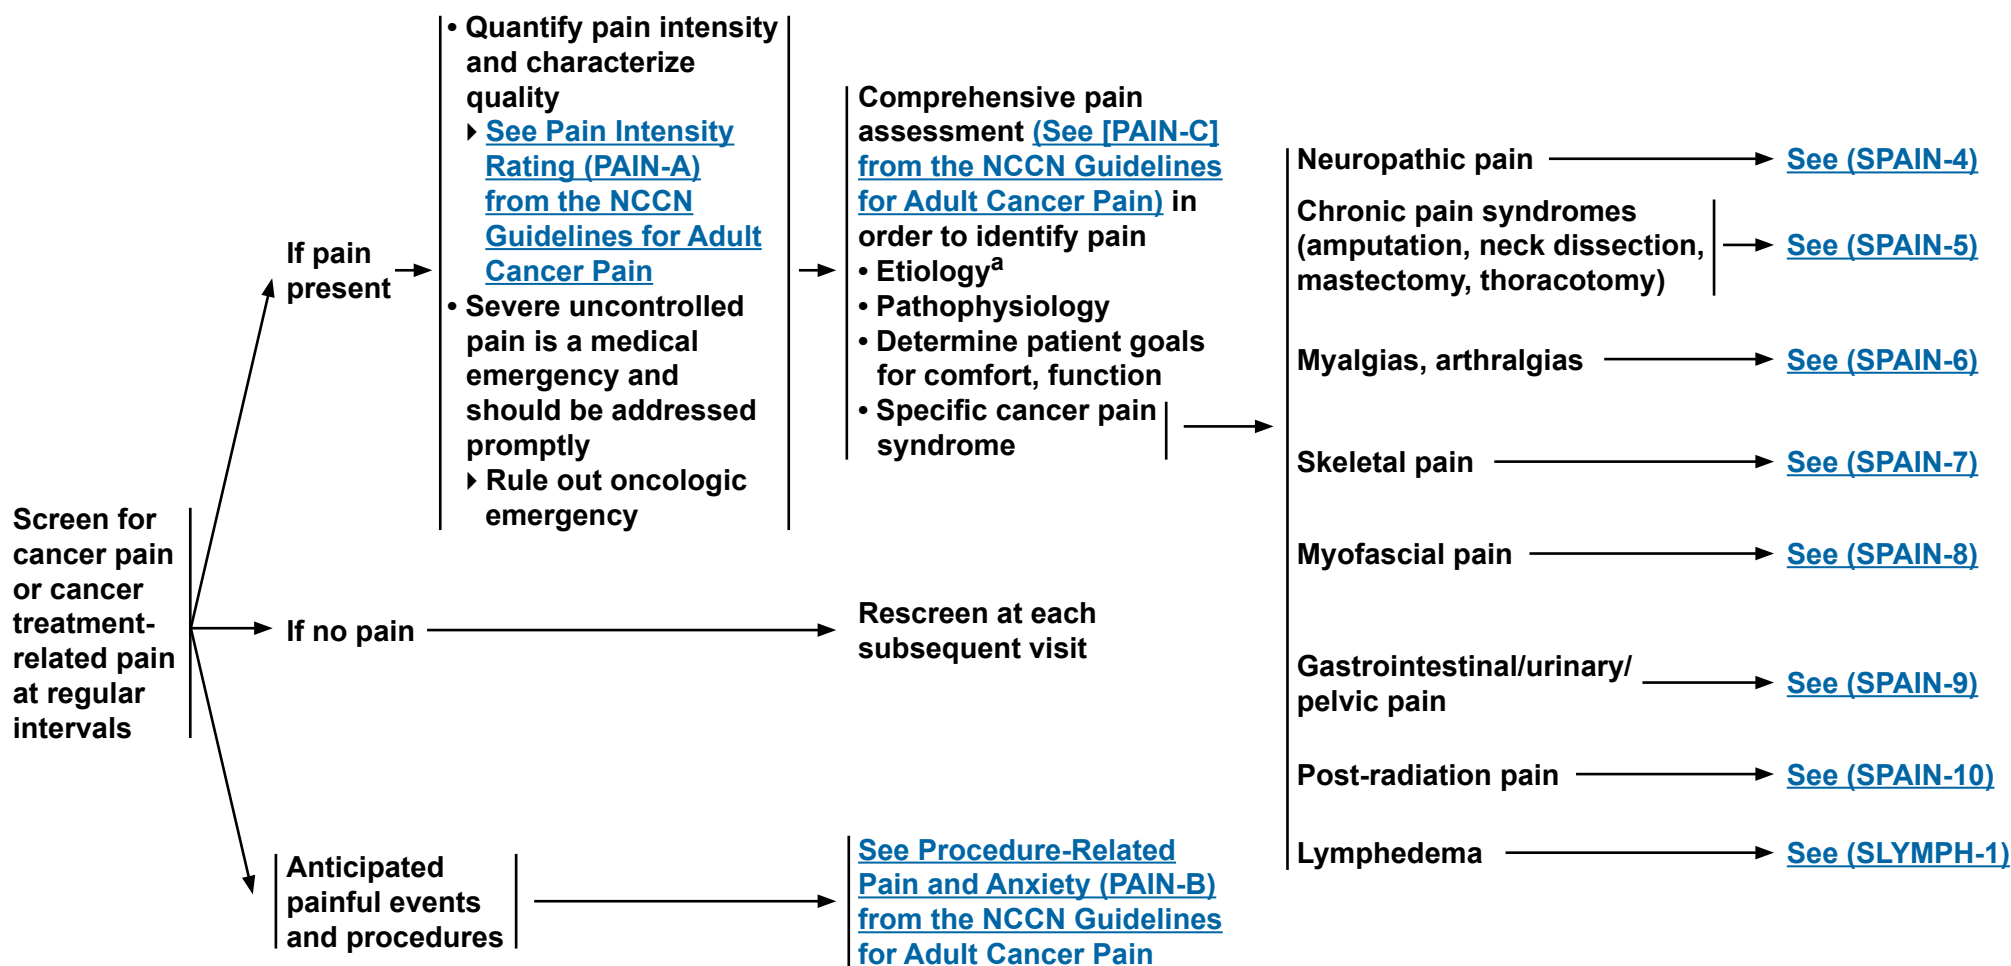 Screen for
cancer pain
or cancer
treatment-
related pain
at regular
intervals
If pain
present
• Quantify pain intensity
and characterize
quality
▸ See Pain Intensity
Rating (PAIN-A)
from the NCCN
Guidelines for Adult
Cancer Pain
• Severe uncontrolled
pain is a medical
emergency and
should be addressed
promptly
▸ Rule out oncologic
emergency
Comprehensive pain
assessment (See [PAIN-C]
from the NCCN Guidelines
for Adult Cancer Pain) in
order to identify pain
• Etiologyᵃ
• Pathophysiology
• Determine patient goals
for comfort, function
• Specific cancer pain
syndrome
Neuropathic pain
See (SPAIN-4)
Chronic pain syndromes
(amputation, neck dissection,
mastectomy, thoracotomy)
See (SPAIN-5)
Myalgias, arthralgias
See (SPAIN-6)
Skeletal pain
See (SPAIN-7)
Myofascial pain
See (SPAIN-8)
Gastrointestinal/urinary/
pelvic pain
See (SPAIN-9)
Post-radiation pain
See (SPAIN-10)
Lymphedema
See (SLYMPH-1)
If no pain
Rescreen at each
subsequent visit
Anticipated
painful events
and procedures
See Procedure-Related
Pain and Anxiety (PAIN-B)
from the NCCN Guidelines
for Adult Cancer Pain